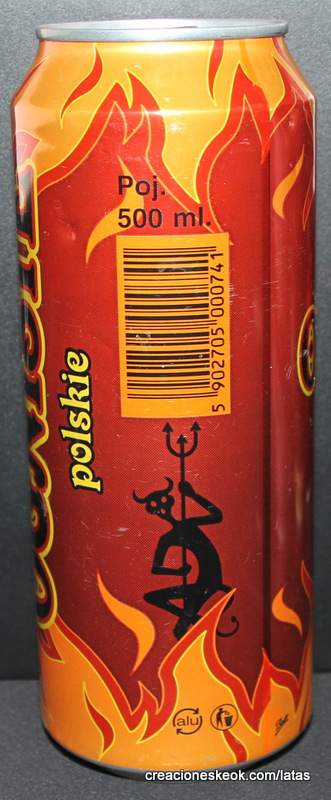 Poj.
500 ml.
5 902705 000741
polskie
alu
creacioneskeok.com/latas